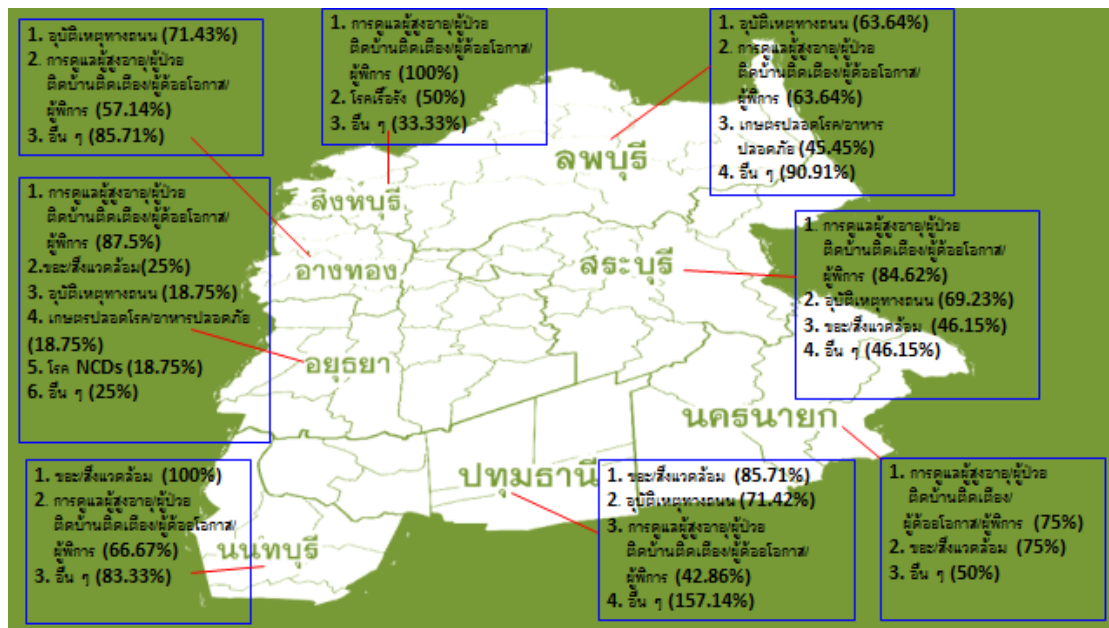 1. อุบัติเหตุทางถนน (71.43%)
2. การดูแลผู้สูงอายุ/ผู้ป่วย
ติดบ้านติดเตียง/ผู้ด้อยโอกาส/
ผู้พิการ (57.14%)
3. อื่น ๆ (85.71%)
1. การดูแลผู้สูงอายุ/ผู้ป่วย
ติดบ้านติดเตียง/ผู้ด้อยโอกาส/
ผู้พิการ (100%)
2. โรคเรื้อรัง (50%)
3. อื่น ๆ (33.33%)
1. อุบัติเหตุทางถนน (63.64%)
2. การดูแลผู้สูงอายุ/ผู้ป่วย
ติดบ้านติดเตียง/ผู้ด้อยโอกาส/
ผู้พิการ (63.64%)
3. เกษตรปลอดโรค/อาหาร
ปลอดภัย (45.45%)
4. อื่น ๆ (90.91%)
ลพบุรี
สิงห์บุรี
อ่างทอง
สระบุรี
1. การดูแลผู้สูงอายุ/ผู้ป่วย
ติดบ้านติดเตียง/ผู้ด้อยโอกาส/
ผู้พิการ (87.5%)
2.ขยะ/สิ่งแวดล้อม(25%)
3. อุบัติเหตุทางถนน (18.75%)
4. เกษตรปลอดโรค/อาหารปลอดภัย
(18.75%)
5. โรค NCDs (18.75%)
6. อื่น ๆ (25%)
1. การดูแลผู้สูงอายุ/ผู้ป่วย
ติดบ้านติดเตียง/ผู้ด้อยโอกาส/
ผู้พิการ (84.62%)
2. อุบัติเหตุทางถนน (69.23%)
3. ขยะ/สิ่งแวดล้อม (46.15%)
4. อื่น ๆ (46.15%)
อยุธยา
นครนายก
ปทุมธานี
นนทบุรี
1. ขยะ/สิ่งแวดล้อม (100%)
2. การดูแลผู้สูงอายุ/ผู้ป่วย
ติดบ้านติดเตียง/ผู้ด้อยโอกาส/
ผู้พิการ (66.67%)
3. อื่น ๆ (83.33%)
1. ขยะ/สิ่งแวดล้อม (85.71%)
2. อุบัติเหตุทางถนน (71.42%)
3. การดูแลผู้สูงอายุ/ผู้ป่วย
ติดบ้านติดเตียง/ผู้ด้อยโอกาส/
ผู้พิการ (42.86%)
4. อื่น ๆ (157.14%)
1. การดูแลผู้สูงอายุ/ผู้ป่วย
ติดบ้านติดเตียง/
ผู้ด้อยโอกาส/ผู้พิการ (75%)
2. ขยะ/สิ่งแวดล้อม (75%)
3. อื่น ๆ (50%)